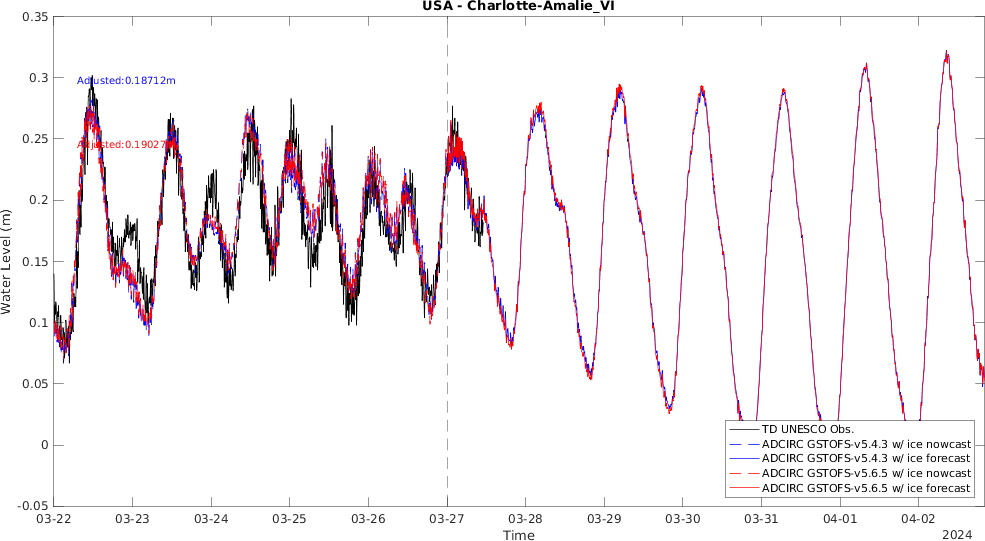 USA - Charlotte-Amalie_VI
0.35
0.3
0.25
0.2
0.15
0.1
0.05
0
-0.05
Water Level (m)
Adjusted:0.18712m
Adjusted:0.19027
TD UNESCO Obs.
ADCIRC GSTOFS-v5.4.3 w/ ice nowcast
ADCIRC GSTOFS-v5.4.3 w/ ice forecast
ADCIRC GSTOFS-v5.6.5 w/ ice nowcast
ADCIRC GSTOFS-v5.6.5 w/ ice forecast
03-22 03-23 03-24 03-25 03-26 03-27 03-28 03-29 03-30 03-31 04-01 04-02
Time
2024